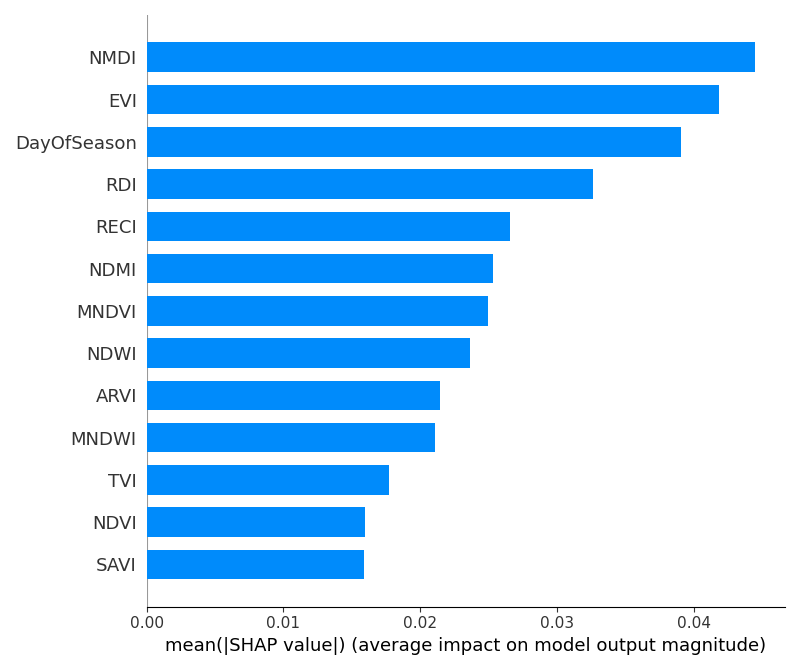 NMDI
EVI
DayOfSeason
RDI
RECI
NDMI
MNDVI
NDWI
ARVI
MNDWI
TVI
NDVI
SAVI
0.00 0.01 0.02 0.03 0.04
mean(|SHAP value|) (average impact on model output magnitude)